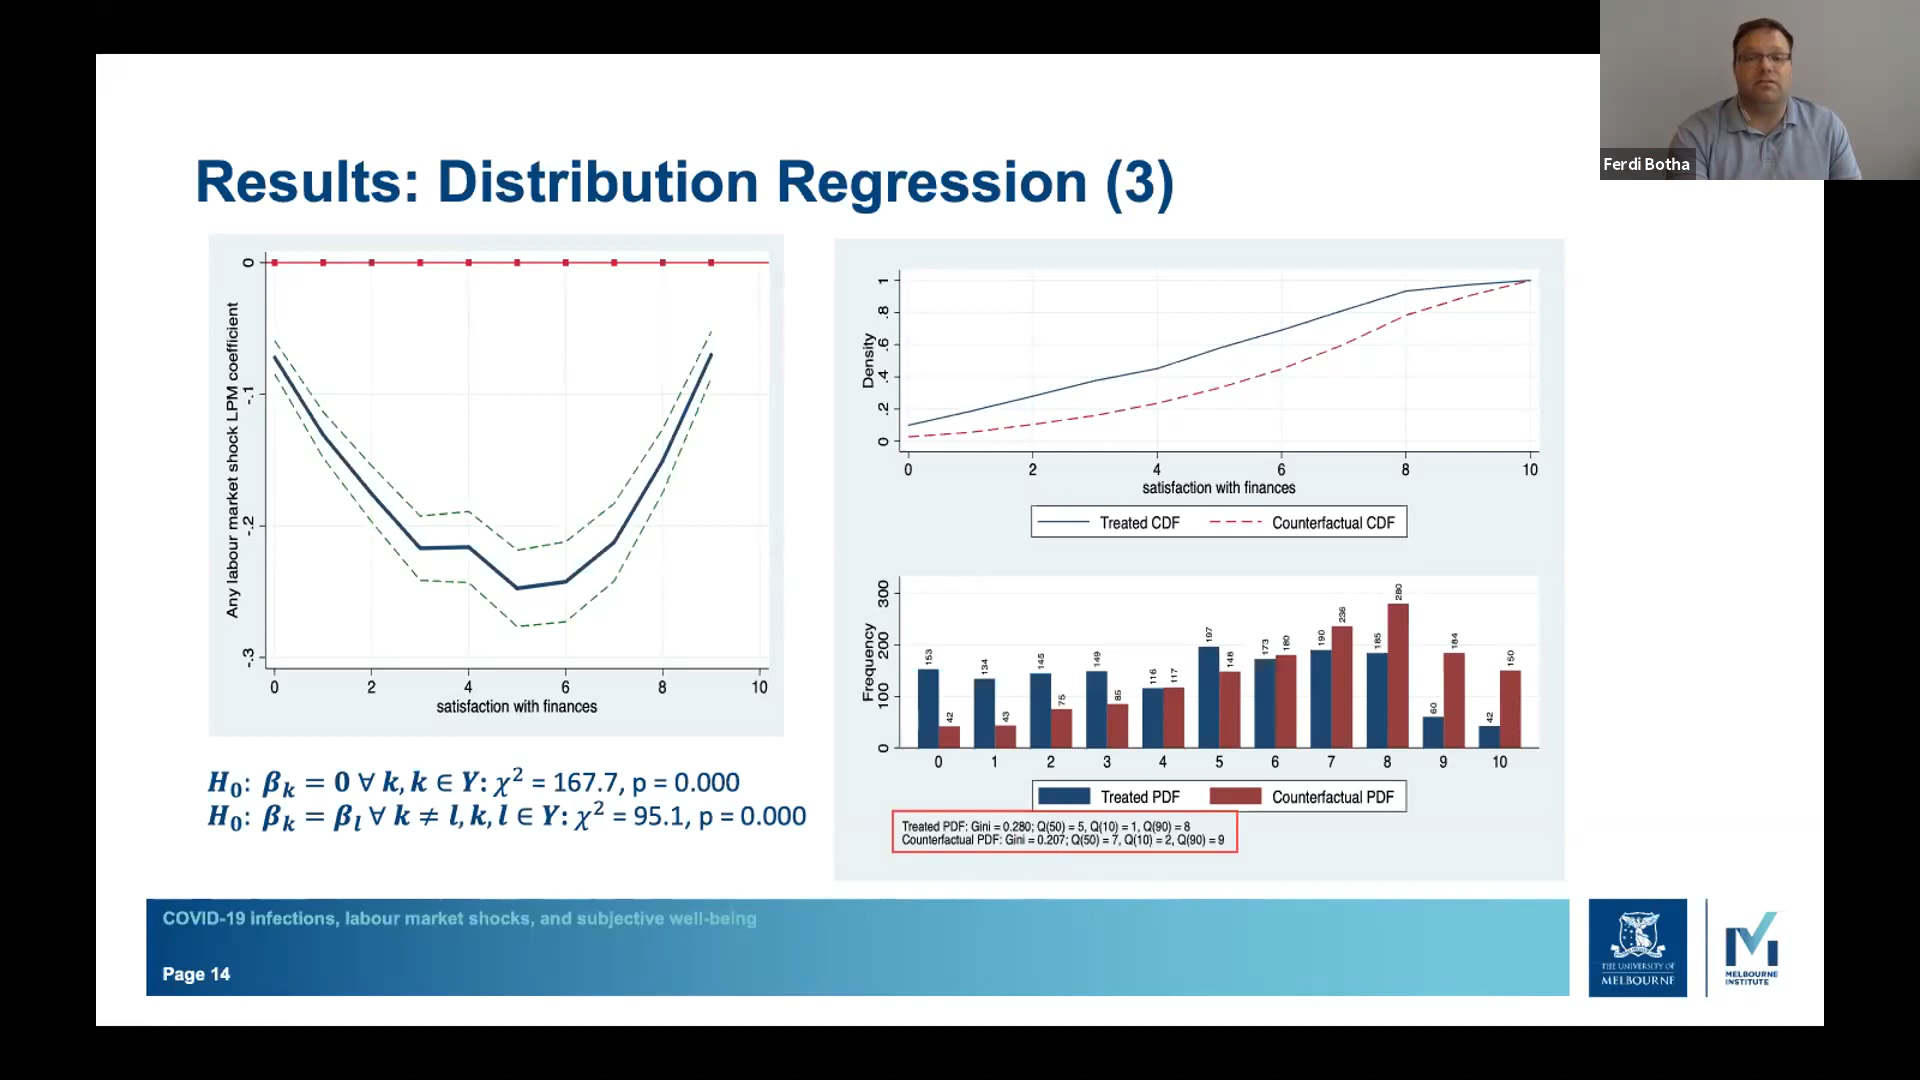 Ferdi Botha
Results: Distribution Regression (3)
Any labour market shock LPM coefficient
0
-.1
-.2
-.3
0 2 4 6 8 10
satisfaction with finances
Density
1
.8
.6
.4
.2
0
0 2 4 6 8 10
satisfaction with finances
Treated CDF Counterfactual CDF
Frequency
300
200
100
0
153 42 134 43 145 75 149 85 116 117 197 148 173 180 190 236 185 280 60 184 42 150
0 1 2 3 4 5 6 7 8 9 10
Treated PDF Counterfactual PDF
Treated PDF: Gini = 0.280; Q(50) = 5, Q(10) = 1, Q(90) = 8
Counterfactual PDF: Gini = 0.207; Q(50) = 7, Q(10) = 2, Q(90) = 9
H₀: βₖ = 0 ∀ k, k ∈ Y: χ² = 167.7, p = 0.000
H₀: βₖ = βₗ ∀ k ≠ l, k, l ∈ Y: χ² = 95.1, p = 0.000
COVID-19 infections, labour market shocks, and subjective well-being
Page 14
THE UNIVERSITY OF
MELBOURNE
MELBOURNE
INSTITUTE